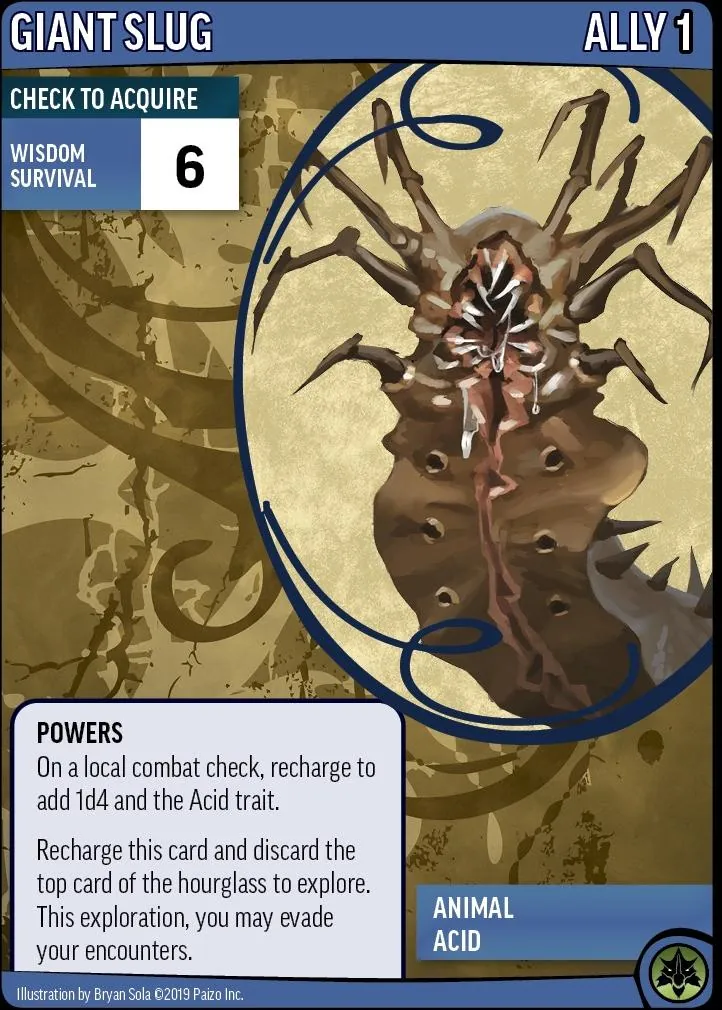 GIANT SLUG
ALLY 1
CHECK TO ACQUIRE
WISDOM
SURVIVAL
6
POWERS
On a local combat check, recharge to
add 1d4 and the Acid trait.
Recharge this card and discard the
top card of the hourglass to explore.
This exploration, you may evade
your encounters.
ANIMAL
ACID
Illustration by Bryan Sola ©2019 Paizo Inc.